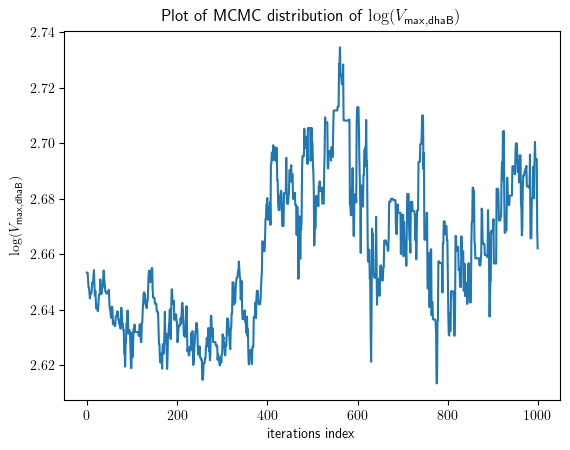 Plot of MCMC distribution of log(V_max,dhaB)
log(V_max,dhaB)
2.74
2.72
2.70
2.68
2.66
2.64
2.62
0 200 400 600 800 1000
iterations index